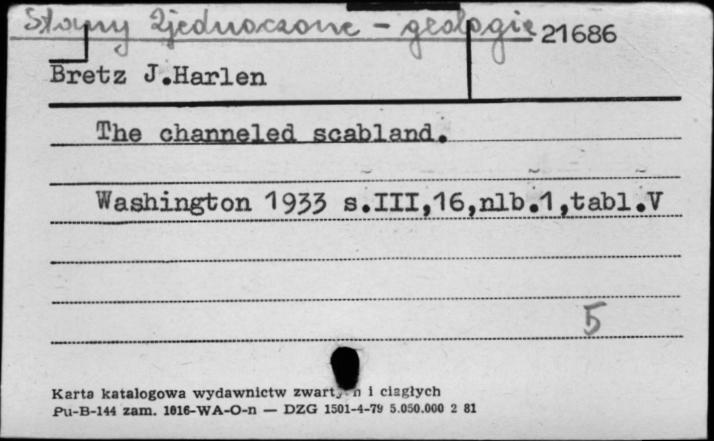 Stany Zjednoczone - geologie 21686
Bretz J.Harlen
The channeled scabland.
Washington 1933 s.III,16,nlb.1,tabl.V
5
Karta katalogowa wydawnictw zwartych i ciągłych
Pu-B-144 zam. 1016-WA-O-n — DZG 1501-4-79 5.050.000 2 81